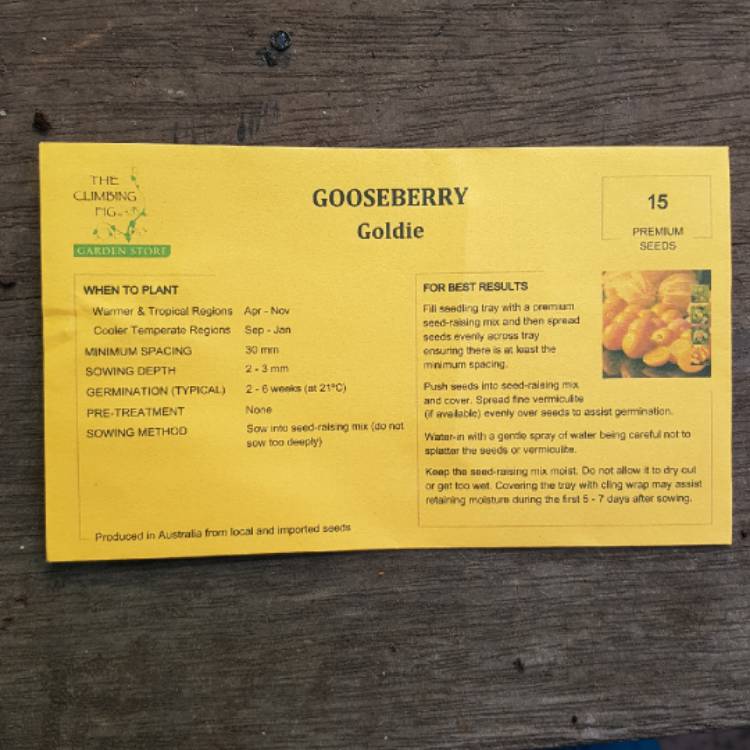 THE
CLIMBING
FIG
GARDEN STORE
GOOSEBERRY
Goldie
15
PREMIUM
SEEDS
WHEN TO PLANT
Warmer & Tropical Regions Apr - Nov
Cooler Temperate Regions Sep - Jan
MINIMUM SPACING 30 mm
SOWING DEPTH 2 - 3 mm
GERMINATION (TYPICAL) 2 - 6 weeks (at 21°C)
PRE-TREATMENT None
SOWING METHOD Sow into seed-raising mix (do not
sow too deeply)
Produced in Australia from local and imported seeds
FOR BEST RESULTS
Fill seedling tray with a premium
seed-raising mix and then spread
seeds evenly across tray
ensuring there is at least the
minimum spacing.
Push seeds into seed-raising mix
and cover. Spread fine vermiculite
(if available) evenly over seeds to assist germination.
Water-in with a gentle spray of water being careful not to
splatter the seeds or vermiculite.
Keep the seed-raising mix moist. Do not allow it to dry out
or get too wet. Covering the tray with cling wrap may assist
retaining moisture during the first 5 - 7 days after sowing.